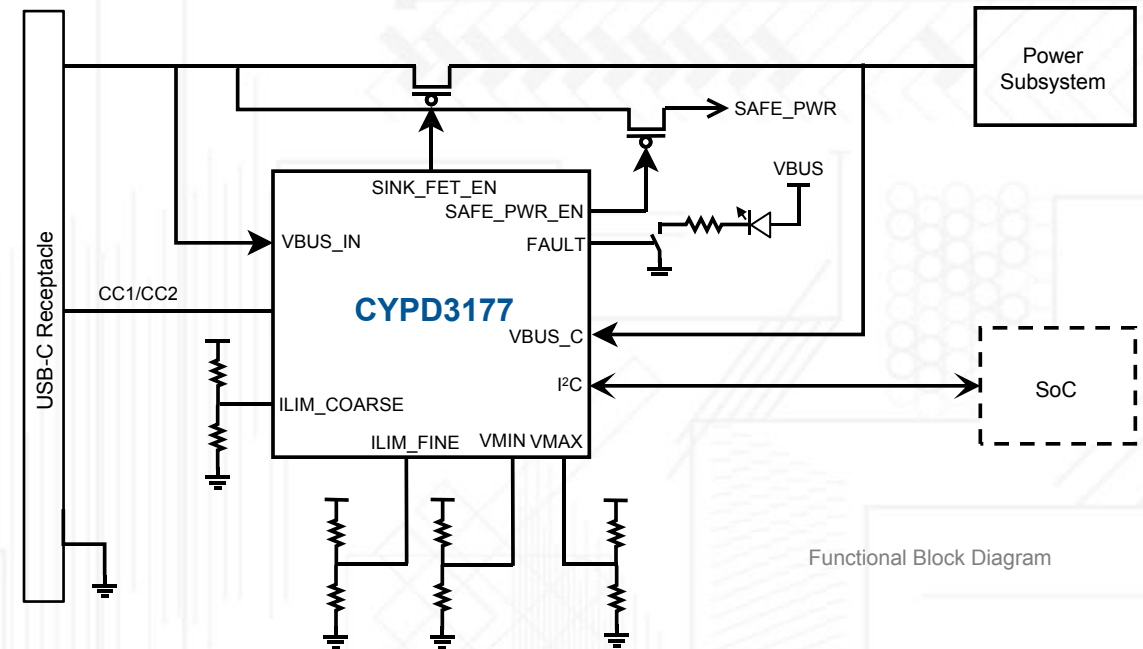 Power
Subsystem
SAFE_PWR
VBUS
SINK_FET_EN
SAFE_PWR_EN
FAULT
VBUS_IN
USB-C Receptacle
CC1/CC2
CYPD3177
VBUS_C
I²C
SoC
ILIM_COARSE
ILIM_FINE
VMIN
VMAX
Functional Block Diagram